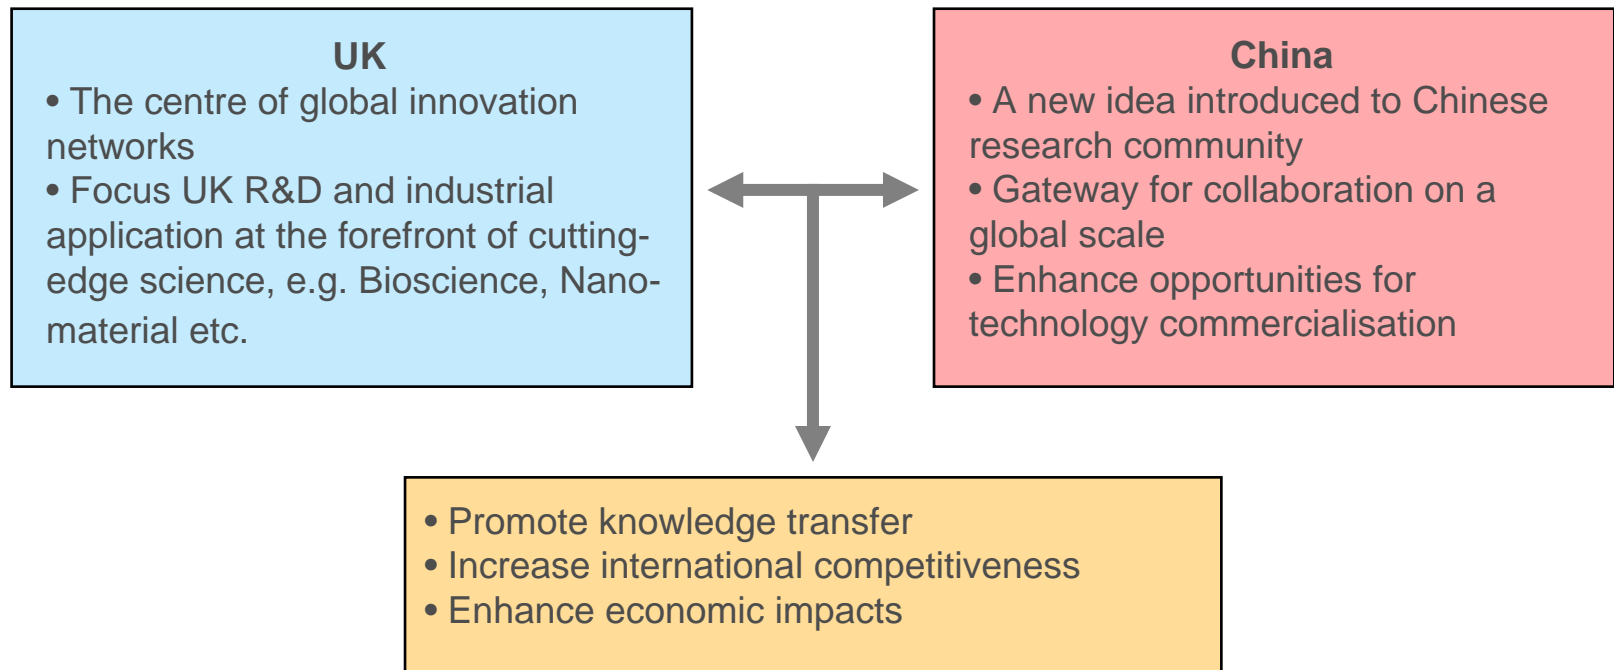 UK
• The centre of global innovation
networks
• Focus UK R&D and industrial
application at the forefront of cutting-
edge science, e.g. Bioscience, Nano-
material etc.
China
• A new idea introduced to Chinese
research community
• Gateway for collaboration on a
global scale
• Enhance opportunities for
technology commercialisation
• Promote knowledge transfer
• Increase international competitiveness
• Enhance economic impacts